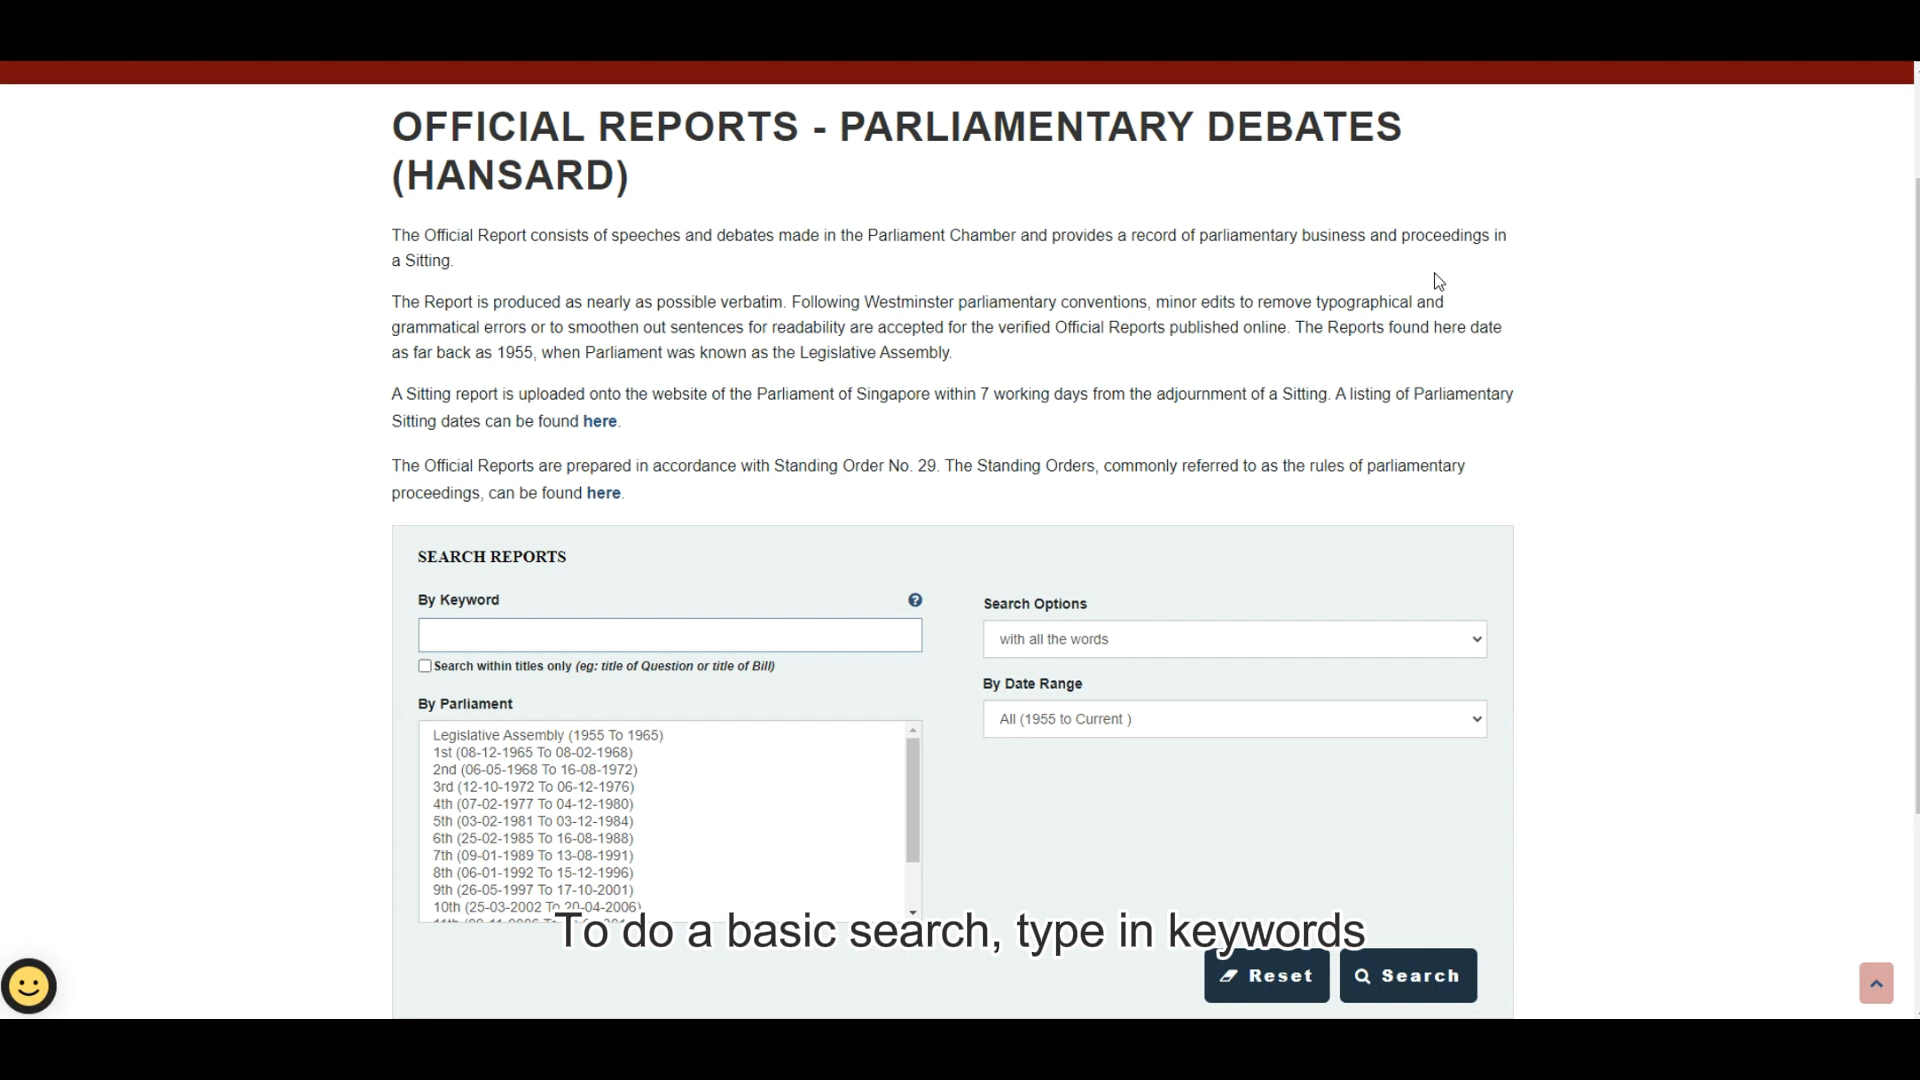 OFFICIAL REPORTS - PARLIAMENTARY DEBATES
(HANSARD)
The Official Report consists of speeches and debates made in the Parliament Chamber and provides a record of parliamentary business and proceedings in
a Sitting.
The Report is produced as nearly as possible verbatim. Following Westminster parliamentary conventions, minor edits to remove typographical and
grammatical errors or to smoothen out sentences for readability are accepted for the verified Official Reports published online. The Reports found here date
as far back as 1955, when Parliament was known as the Legislative Assembly.
A Sitting report is uploaded onto the website of the Parliament of Singapore within 7 working days from the adjournment of a Sitting. A listing of Parliamentary
Sitting dates can be found here.
The Official Reports are prepared in accordance with Standing Order No. 29. The Standing Orders, commonly referred to as the rules of parliamentary
proceedings, can be found here.
SEARCH REPORTS
By Keyword
Search within titles only (eg: title of Question or title of Bill)
Search Options
with all the words
By Date Range
All (1955 to Current )
By Parliament
Legislative Assembly (1955 To 1965)
1st (08-12-1965 To 08-02-1968)
2nd (06-05-1968 To 16-08-1972)
3rd (12-10-1972 To 06-12-1976)
4th (07-02-1977 To 04-12-1980)
5th (03-02-1981 To 03-12-1984)
6th (25-02-1985 To 16-08-1988)
7th (09-01-1989 To 13-08-1991)
8th (06-01-1992 To 15-12-1996)
9th (26-05-1997 To 17-10-2001)
10th (25-03-2002 To 20-04-2006)
To do a basic search, type in keywords
Reset
Search